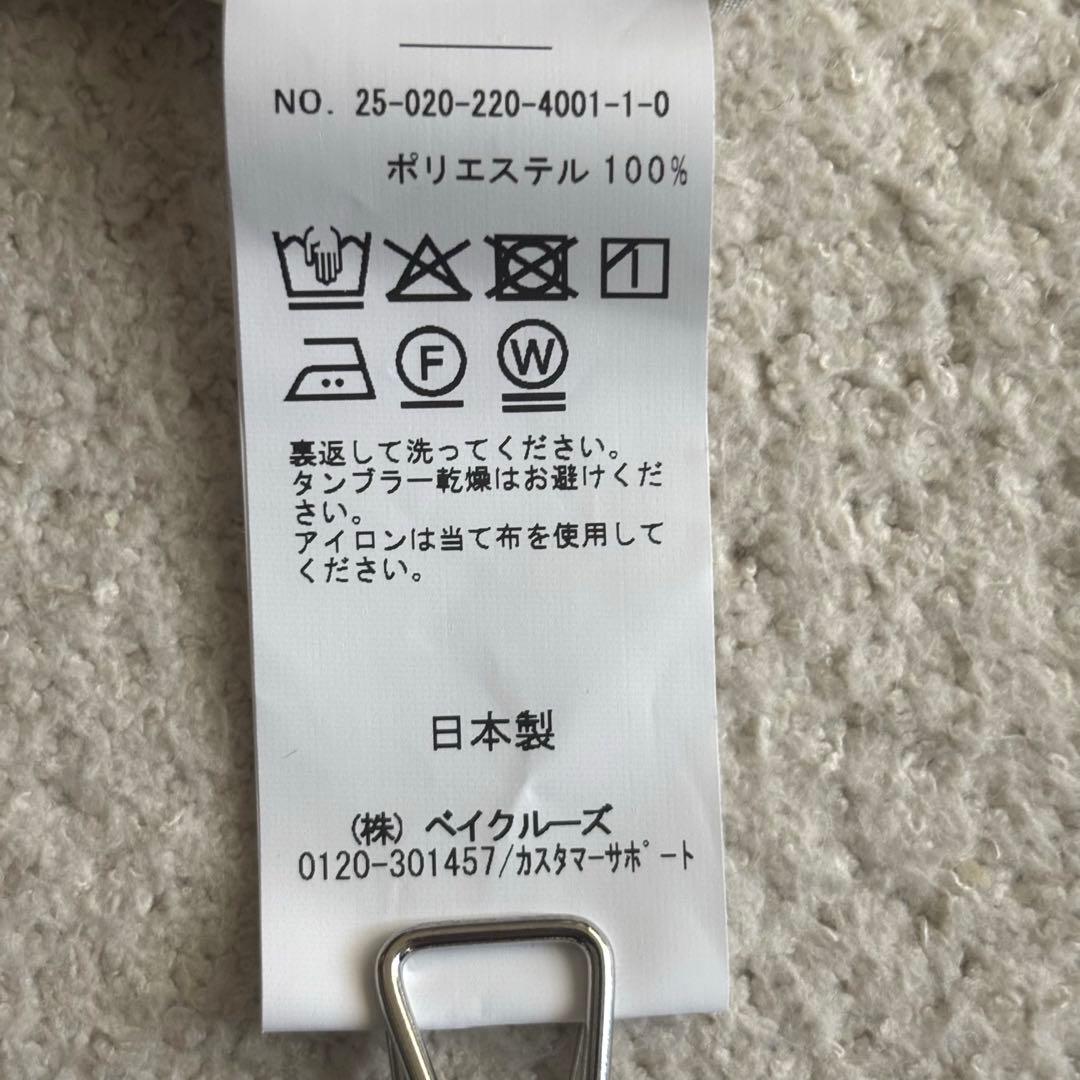 NO. 25-020-220-4001-1-0
ポリエステル 100%
F
W
裏返して洗ってください。
タンブラー乾燥はお避けくだ
さい。
アイロンは当て布を使用して
ください。
日本製
(株) ベイクルーズ
0120-301457/カスタマーサポート